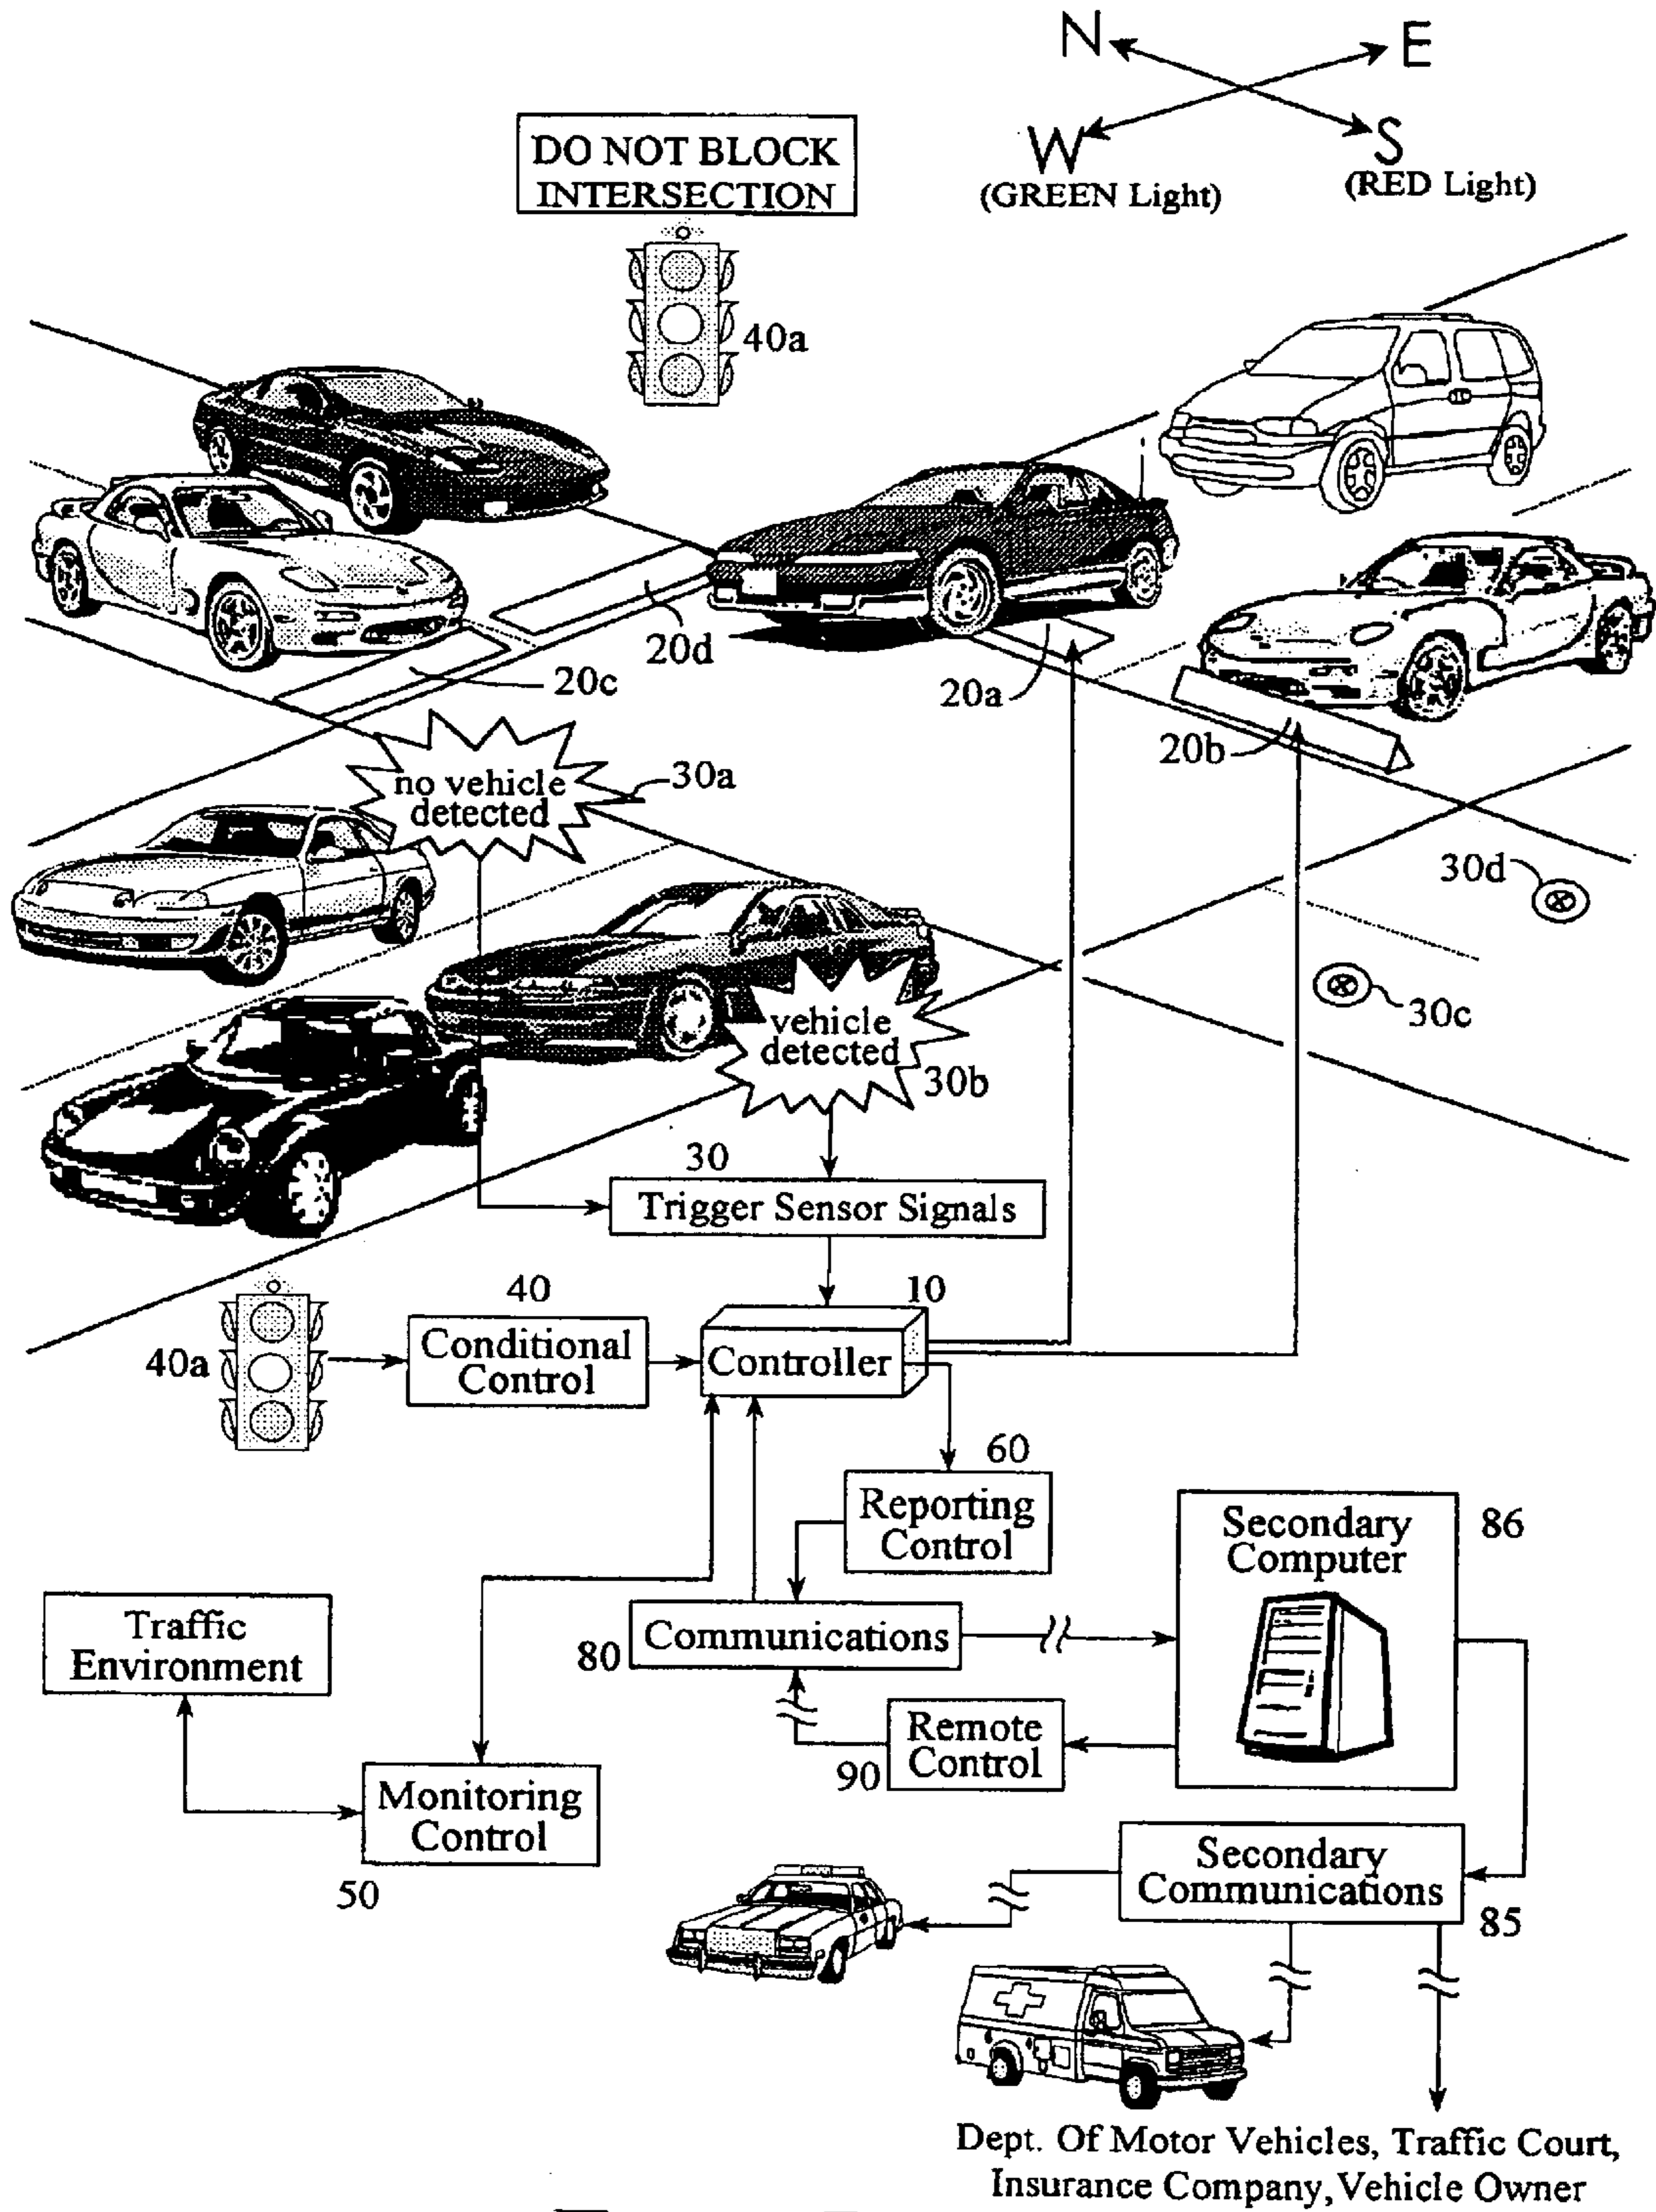 N
E
W
S
(GREEN Light)
(RED Light)
DO NOT BLOCK
INTERSECTION
40a
20d
20c
20a
20b
no vehicle
detected
30a
30d
30c
vehicle
detected
30b
30
Trigger Sensor Signals
40
10
40a
Conditional
Control
Controller
60
Reporting
Control
Secondary
Computer
86
Traffic
Environment
Communications
80
Remote
Control
90
Monitoring
Control
50
Secondary
Communications
85
Dept. Of Motor Vehicles, Traffic Court,
Insurance Company, Vehicle Owner